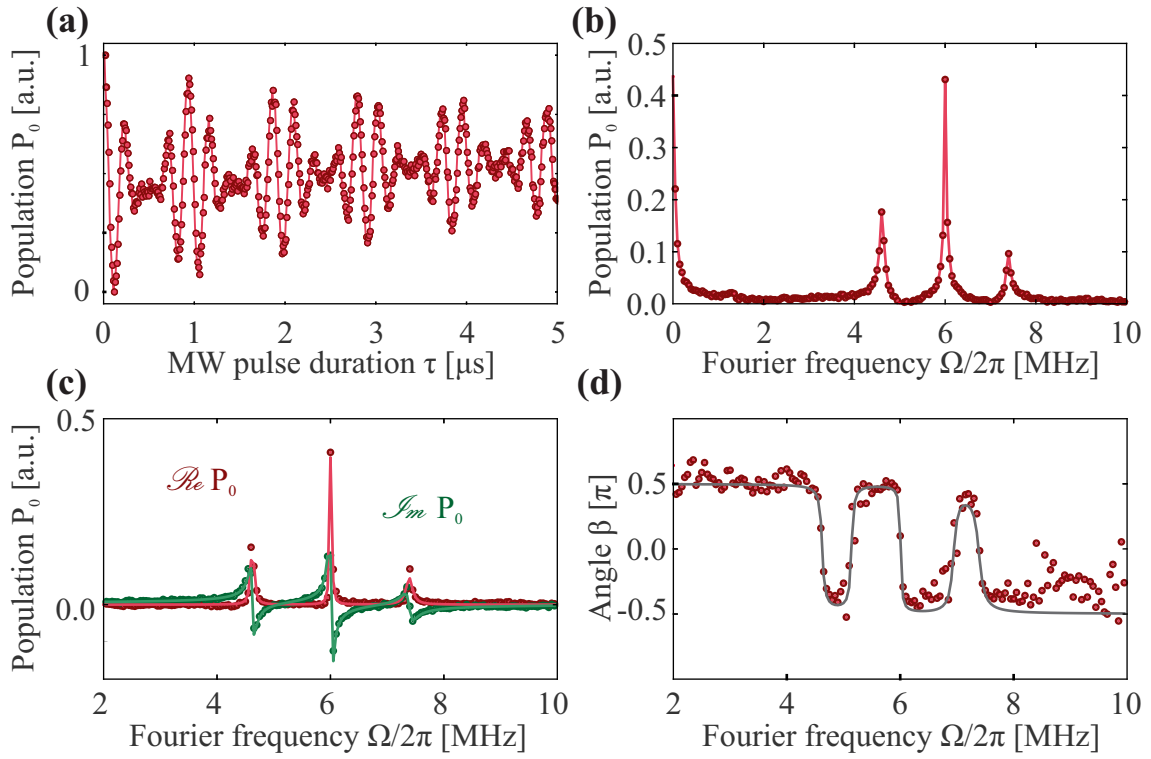 (a)
Population P₀ [a.u.]
1
0
0 1 2 3 4 5
MW pulse duration τ [μs]
(b)
Population P₀ [a.u.]
0.5
0.4
0.3
0.2
0.1
0.0
0 2 4 6 8 10
Fourier frequency Ω/2π [MHz]
(c)
Population P₀ [a.u.]
0.5
0.0
ℛe P₀
ℐm P₀
2 4 6 8 10
Fourier frequency Ω/2π [MHz]
(d)
Angle β [π]
0.5
0.0
−0.5
2 4 6 8 10
Fourier frequency Ω/2π [MHz]